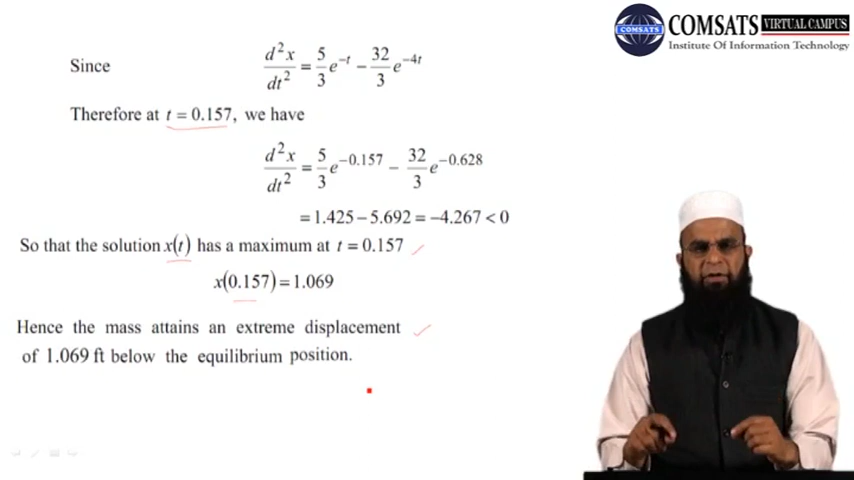 COMSATS VIRTUAL CAMPUS
COMSATS
Institute Of Information Technology
Since d²x/dt² = 5/3 e^{-t} − 32/3 e^{-4t}
Therefore at t = 0.157, we have
d²x/dt² = 5/3 e^{-0.157} − 32/3 e^{-0.628}
= 1.425 − 5.692 = −4.267 < 0
So that the solution x(t) has a maximum at t = 0.157
x(0.157) = 1.069
Hence the mass attains an extreme displacement
of 1.069 ft below the equilibrium position.